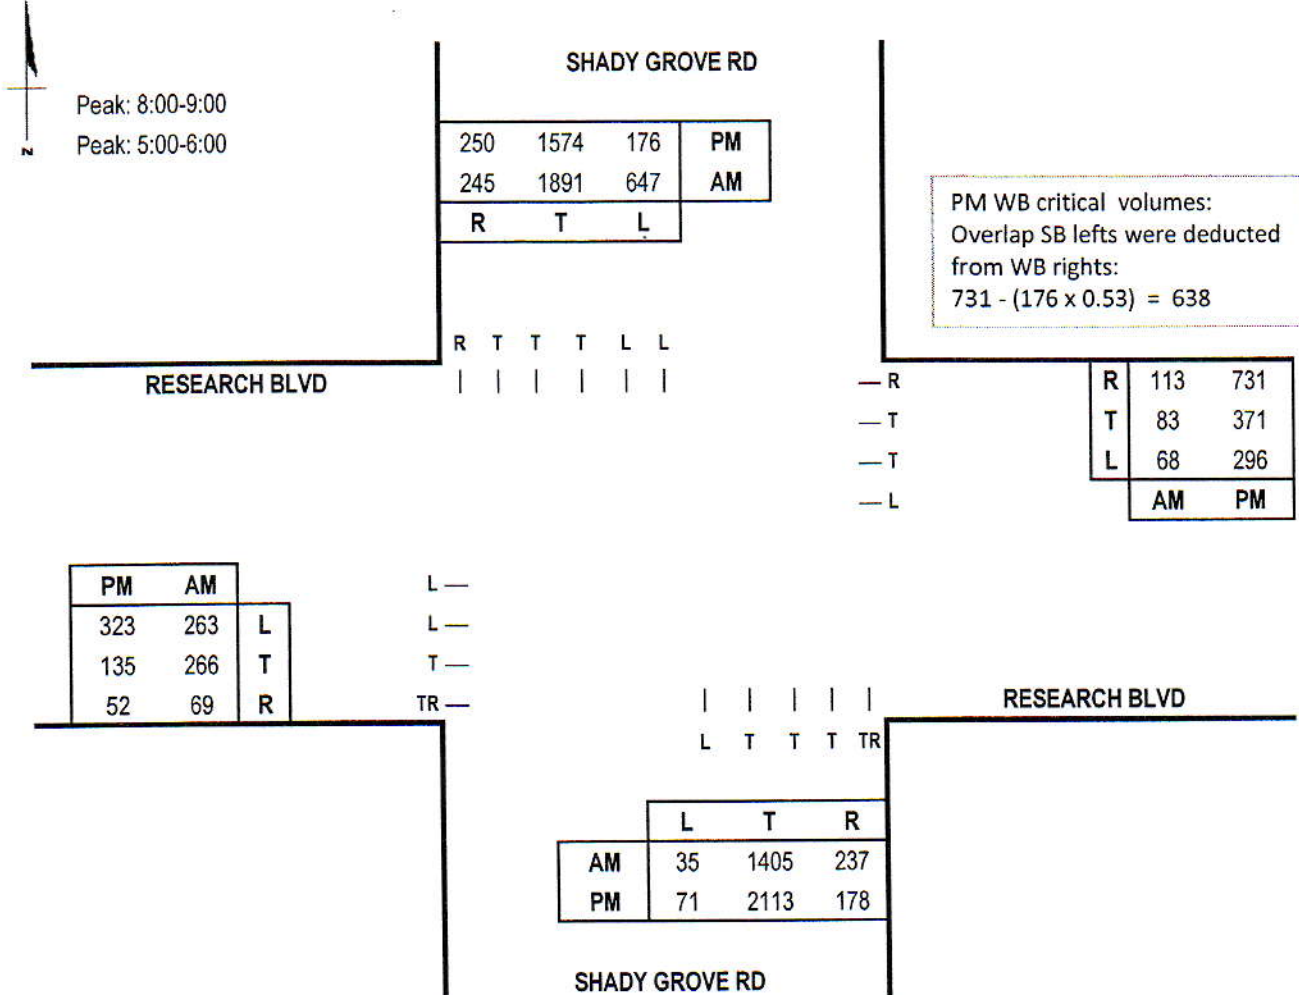 SHADY GROVE RD
Peak: 8:00-9:00
Peak: 5:00-6:00
N
250 1574 176 PM
245 1891 647 AM
R T L
PM WB critical volumes:
Overlap SB lefts were deducted
from WB rights:
731 - (176 x 0.53) = 638
R T T T L L
RESEARCH BLVD
R
T
T
L
R 113 731
T 83 371
L 68 296
AM PM
PM AM
323 263 L
135 266 T
52 69 R
L
L
T
TR
RESEARCH BLVD
L T T T TR
L T R
AM 35 1405 237
PM 71 2113 178
SHADY GROVE RD